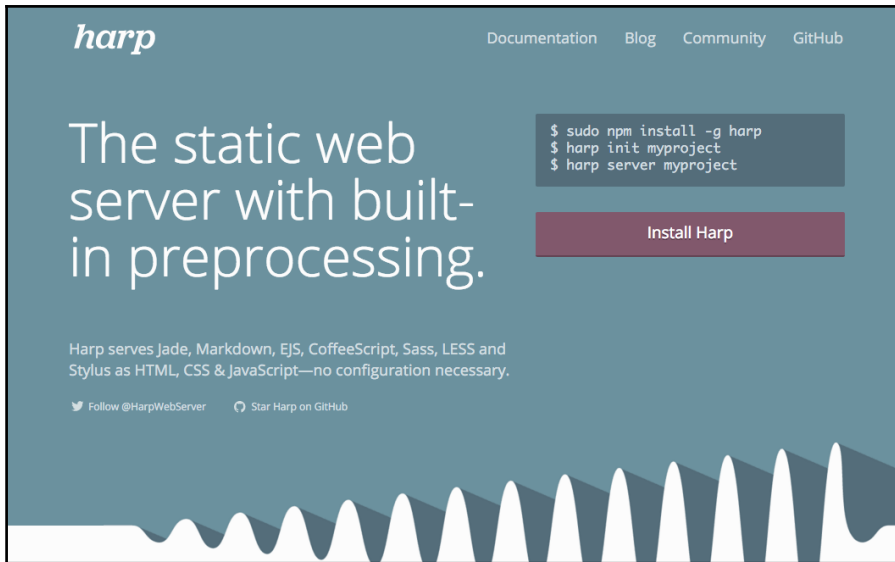 harp
Documentation Blog Community GitHub
The static web
server with built-
in preprocessing.
$ sudo npm install -g harp
$ harp init myproject
$ harp server myproject
Install Harp
Harp serves Jade, Markdown, EJS, CoffeeScript, Sass, LESS and
Stylus as HTML, CSS & JavaScript—no configuration necessary.
Follow @HarpWebServer Star Harp on GitHub